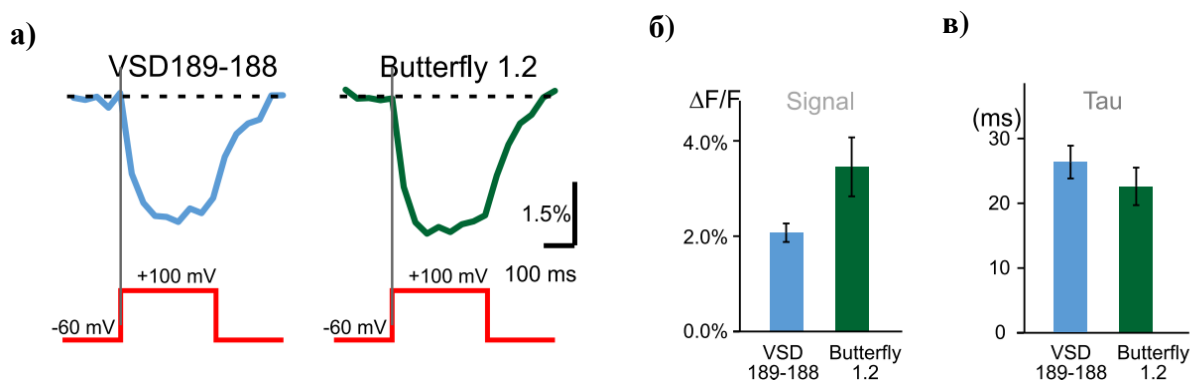 а)
VSD189-188
Butterfly 1.2
1.5%
100 ms
+100 mV
-60 mV
+100 mV
-60 mV
б)
ΔF/F
Signal
4.0%
2.0%
0.0%
VSD
189-188
Butterfly
1.2
в)
(ms)
Tau
30
20
10
0
VSD
189-188
Butterfly
1.2